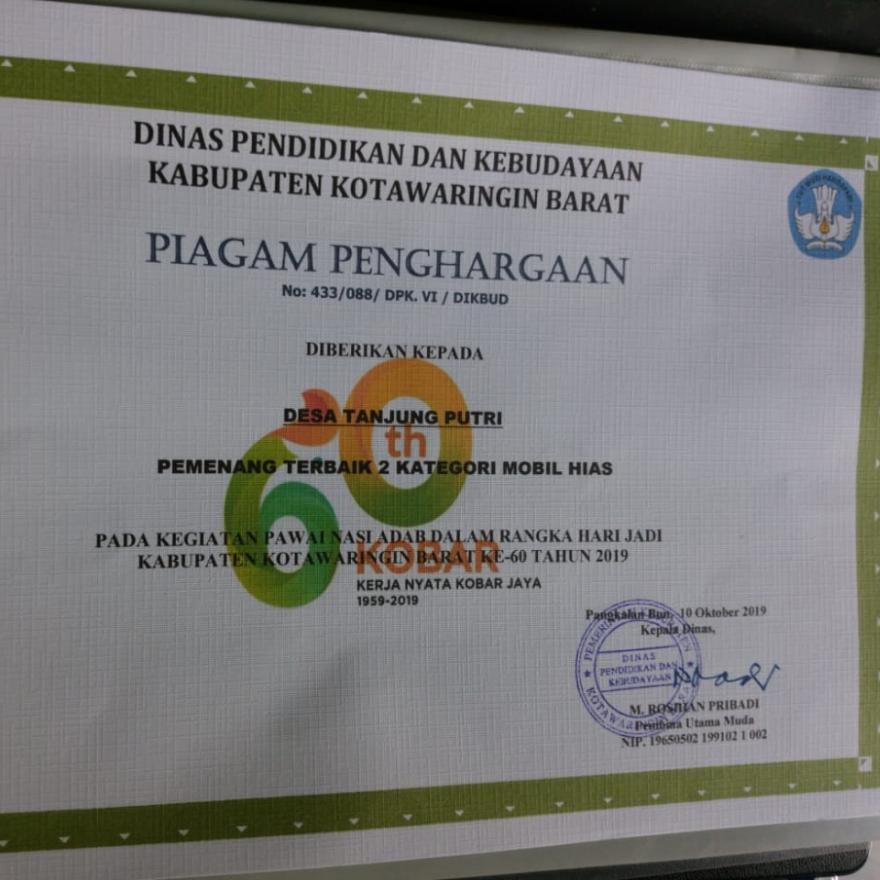 DINAS PENDIDIKAN DAN KEBUDAYAAN
KABUPATEN KOTAWARINGIN BARAT
PIAGAM PENGHARGAAN
No: 433/088/ DPK. VI / DIKBUD
DIBERIKAN KEPADA
DESA TANJUNG PUTRI
PEMENANG TERBAIK 2 KATEGORI MOBIL HIAS
PADA KEGIATAN PAWAI NASI ADAB DALAM RANGKA HARI JADI
KABUPATEN KOTAWARINGIN BARAT KE-60 TAHUN 2019
60 th
KOBAR
KERJA NYATA KOBAR JAYA
1959-2019
Pangkalan Bun, 10 Oktober 2019
Kepala Dinas,
DINAS
PENDIDIKAN DAN
KEBUDAYAAN
M. ROSIHAN PRIBADI
Pembina Utama Muda
NIP. 19650502 199102 1 002